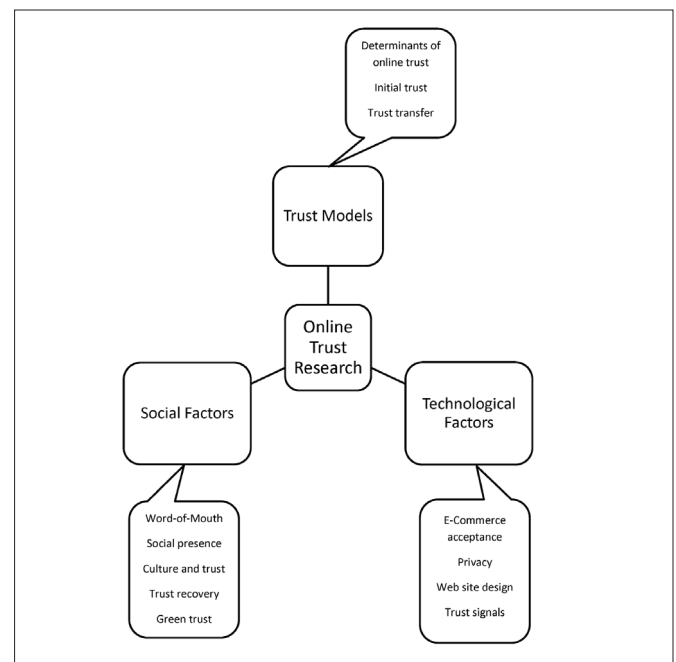 Determinants of
online trust
Initial trust
Trust transfer
Trust Models
Online
Trust
Research
Social Factors
Technological
Factors
Word-of-Mouth
Social presence
Culture and trust
Trust recovery
Green trust
E-Commerce
acceptance
Privacy
Web site design
Trust signals